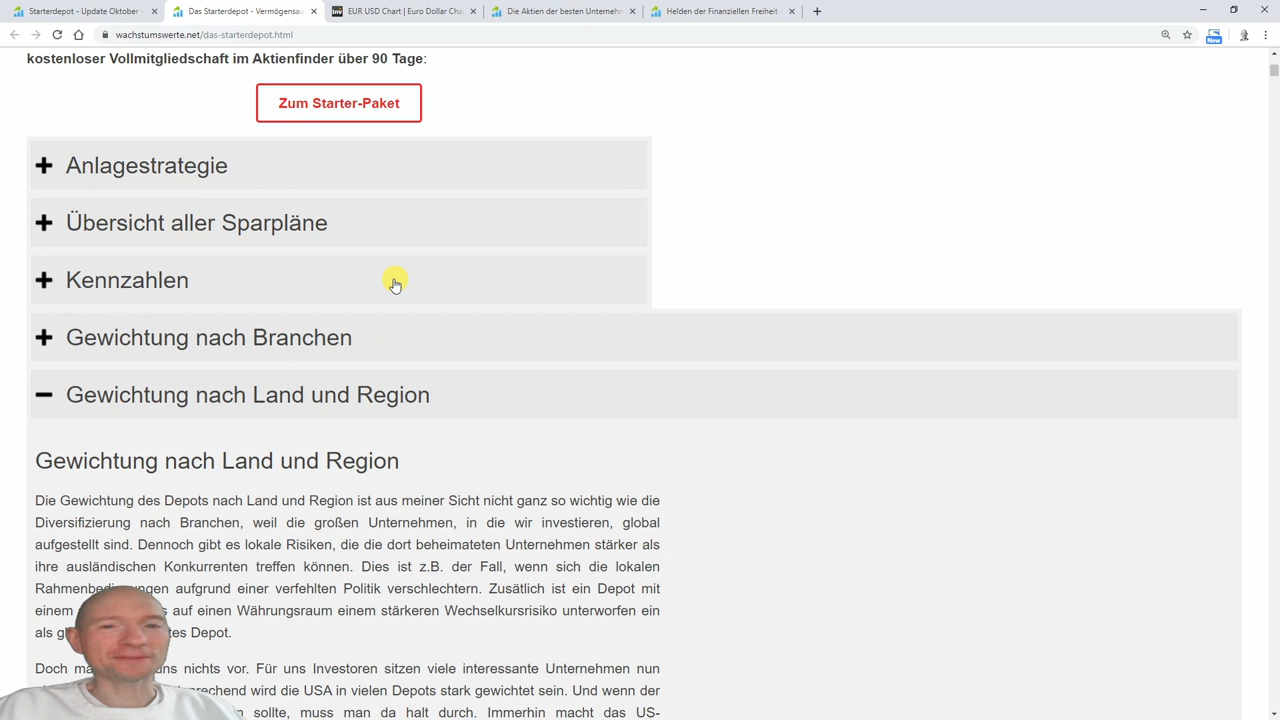 Starterdepot - Update Oktober -
Das Starterdepot - Vermögensau
EUR USD Chart | Euro Dollar Cha
Die Aktien der besten Unternehm
Helden der Finanziellen Freiheit -
wachstumswerte.net/das-starterdepot.html
New
kostenloser Vollmitgliedschaft im Aktienfinder über 90 Tage:
Zum Starter-Paket
Anlagestrategie
Übersicht aller Sparpläne
Kennzahlen
Gewichtung nach Branchen
Gewichtung nach Land und Region
Gewichtung nach Land und Region
Die Gewichtung des Depots nach Land und Region ist aus meiner Sicht nicht ganz so wichtig wie die
Diversifizierung nach Branchen, weil die großen Unternehmen, in die wir investieren, global
aufgestellt sind. Dennoch gibt es lokale Risiken, die die dort beheimateten Unternehmen stärker als
ihre ausländischen Konkurrenten treffen können. Dies ist z.B. der Fall, wenn sich die lokalen
aufgrund einer verfehlten Politik verschlechtern. Zusätlich ist ein Depot mit
einem auf einen Währungsraum einem stärkeren Wechselkursrisiko unterworfen ein
als Depot.
Doch uns nichts vor. Für uns Investoren sitzen viele interessante Unternehmen nun
wird die USA in vielen Depots stark gewichtet sein. Und wenn der
sollte, muss man da halt durch. Immerhin macht das US-